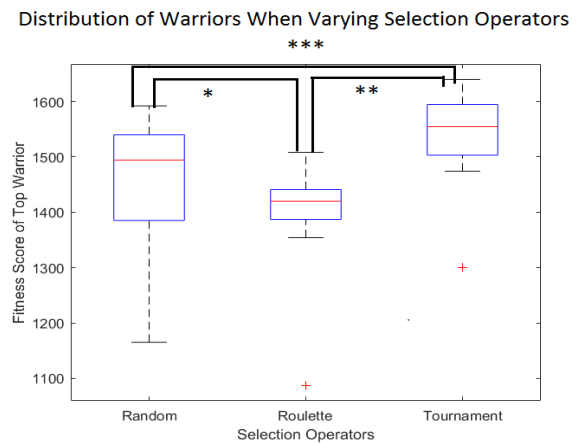 Distribution of Warriors When Varying Selection Operators
***
*
**
Fitness Score of Top Warrior
1600
1500
1400
1300
1200
1100
Random Roulette Tournament
Selection Operators